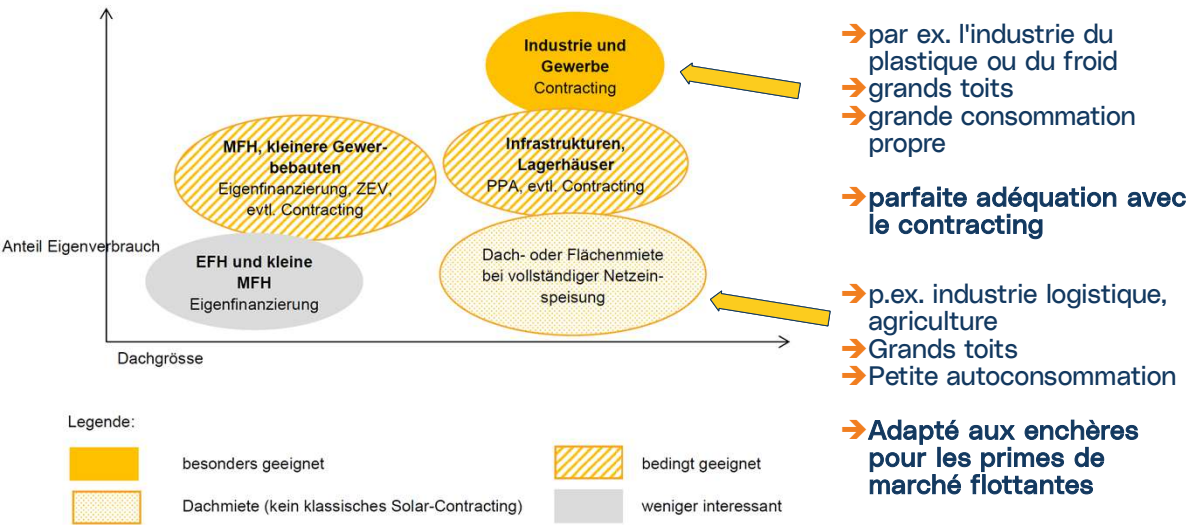 Industrie und
Gewerbe
Contracting
MFH, kleinere Gewer-
bebauten
Eigenfinanzierung, ZEV,
evtl. Contracting
Infrastrukturen,
Lagerhäuser
PPA, evtl. Contracting
Anteil Eigenverbrauch
EFH und kleine
MFH
Eigenfinanzierung
Dach- oder Flächenmiete
bei vollständiger Netzein-
speisung
Dachgrösse
➔par ex. l'industrie du
plastique ou du froid
➔grands toits
➔grande consommation
propre
➔parfaite adéquation avec
le contracting
➔p.ex. industrie logistique,
agriculture
➔Grands toits
➔Petite autoconsommation
➔Adapté aux enchères
pour les primes de
marché flottantes
Legende:
besonders geeignet
bedingt geeignet
Dachmiete (kein klassisches Solar-Contracting)
weniger interessant